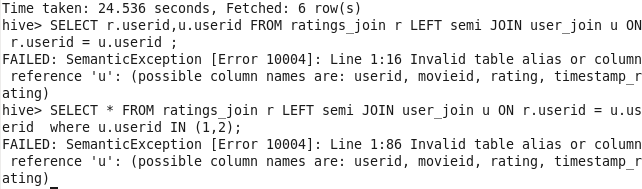 Time taken: 24.536 seconds, Fetched: 6 row(s)
hive> SELECT r.userid,u.userid FROM ratings_join r LEFT semi JOIN user_join u ON
 r.userid = u.userid ;
FAILED: SemanticException [Error 10004]: Line 1:16 Invalid table alias or column
 reference 'u': (possible column names are: userid, movieid, rating, timestamp_r
ating)
hive> SELECT * FROM ratings_join r LEFT semi JOIN user_join u ON r.userid = u.us
erid  where u.userid IN (1,2);
FAILED: SemanticException [Error 10004]: Line 1:86 Invalid table alias or column
 reference 'u': (possible column names are: userid, movieid, rating, timestamp_r
ating)